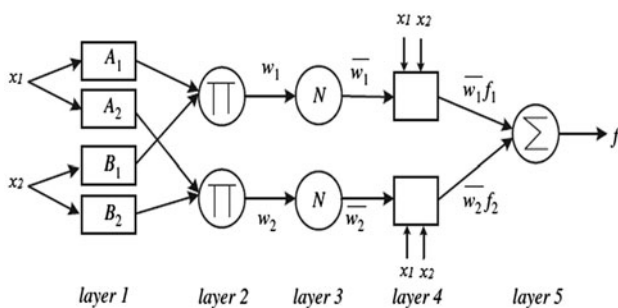 x1 x2
A1 w1 w̅1 w̅1f1
x1 ∏ N
A2
∑ f
B1
x2 ∏ N
B2 w2 w̅2 w̅2f2
x1 x2
layer 1 layer 2 layer 3 layer 4 layer 5